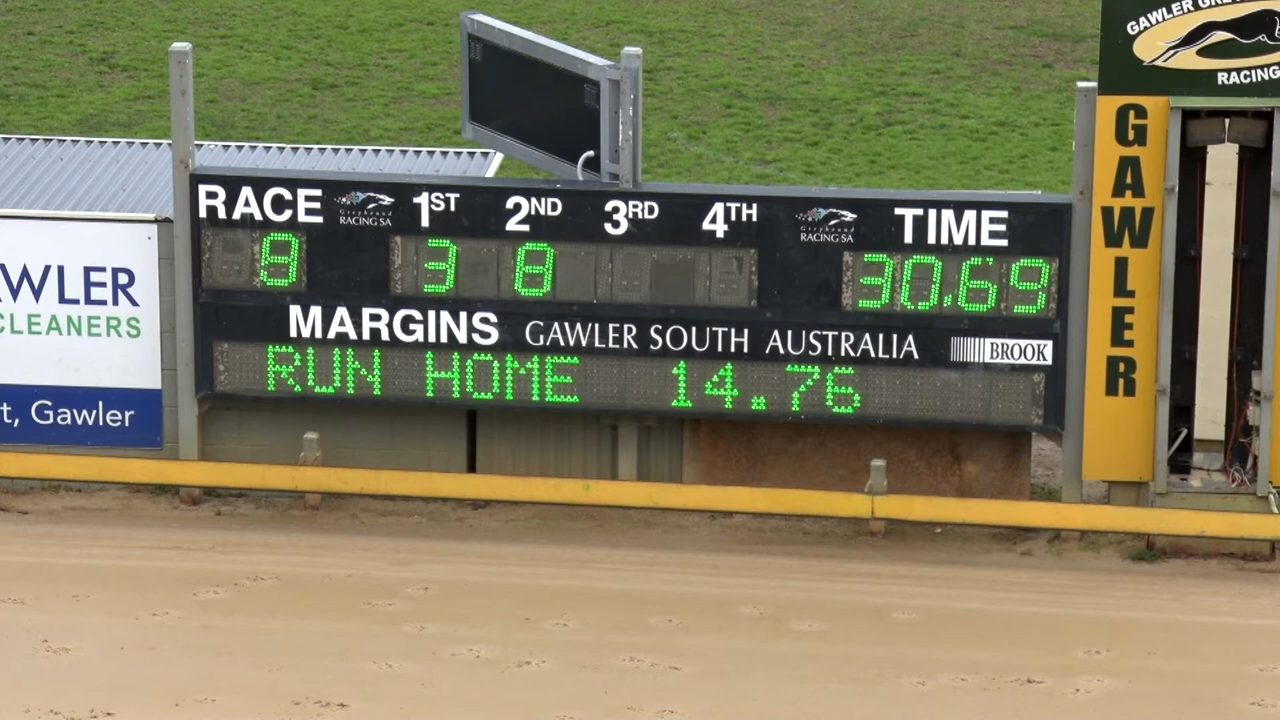 GAWLER GRE
RACING
GAWLER
RACE
Greyhound
RACING SA
1ST 2ND 3RD 4TH
Greyhound
RACING SA
TIME
8 3 8 30.69
MARGINS GAWLER SOUTH AUSTRALIA BROOK
RUN HOME 14.76
AWLER
CLEANERS
t, Gawler